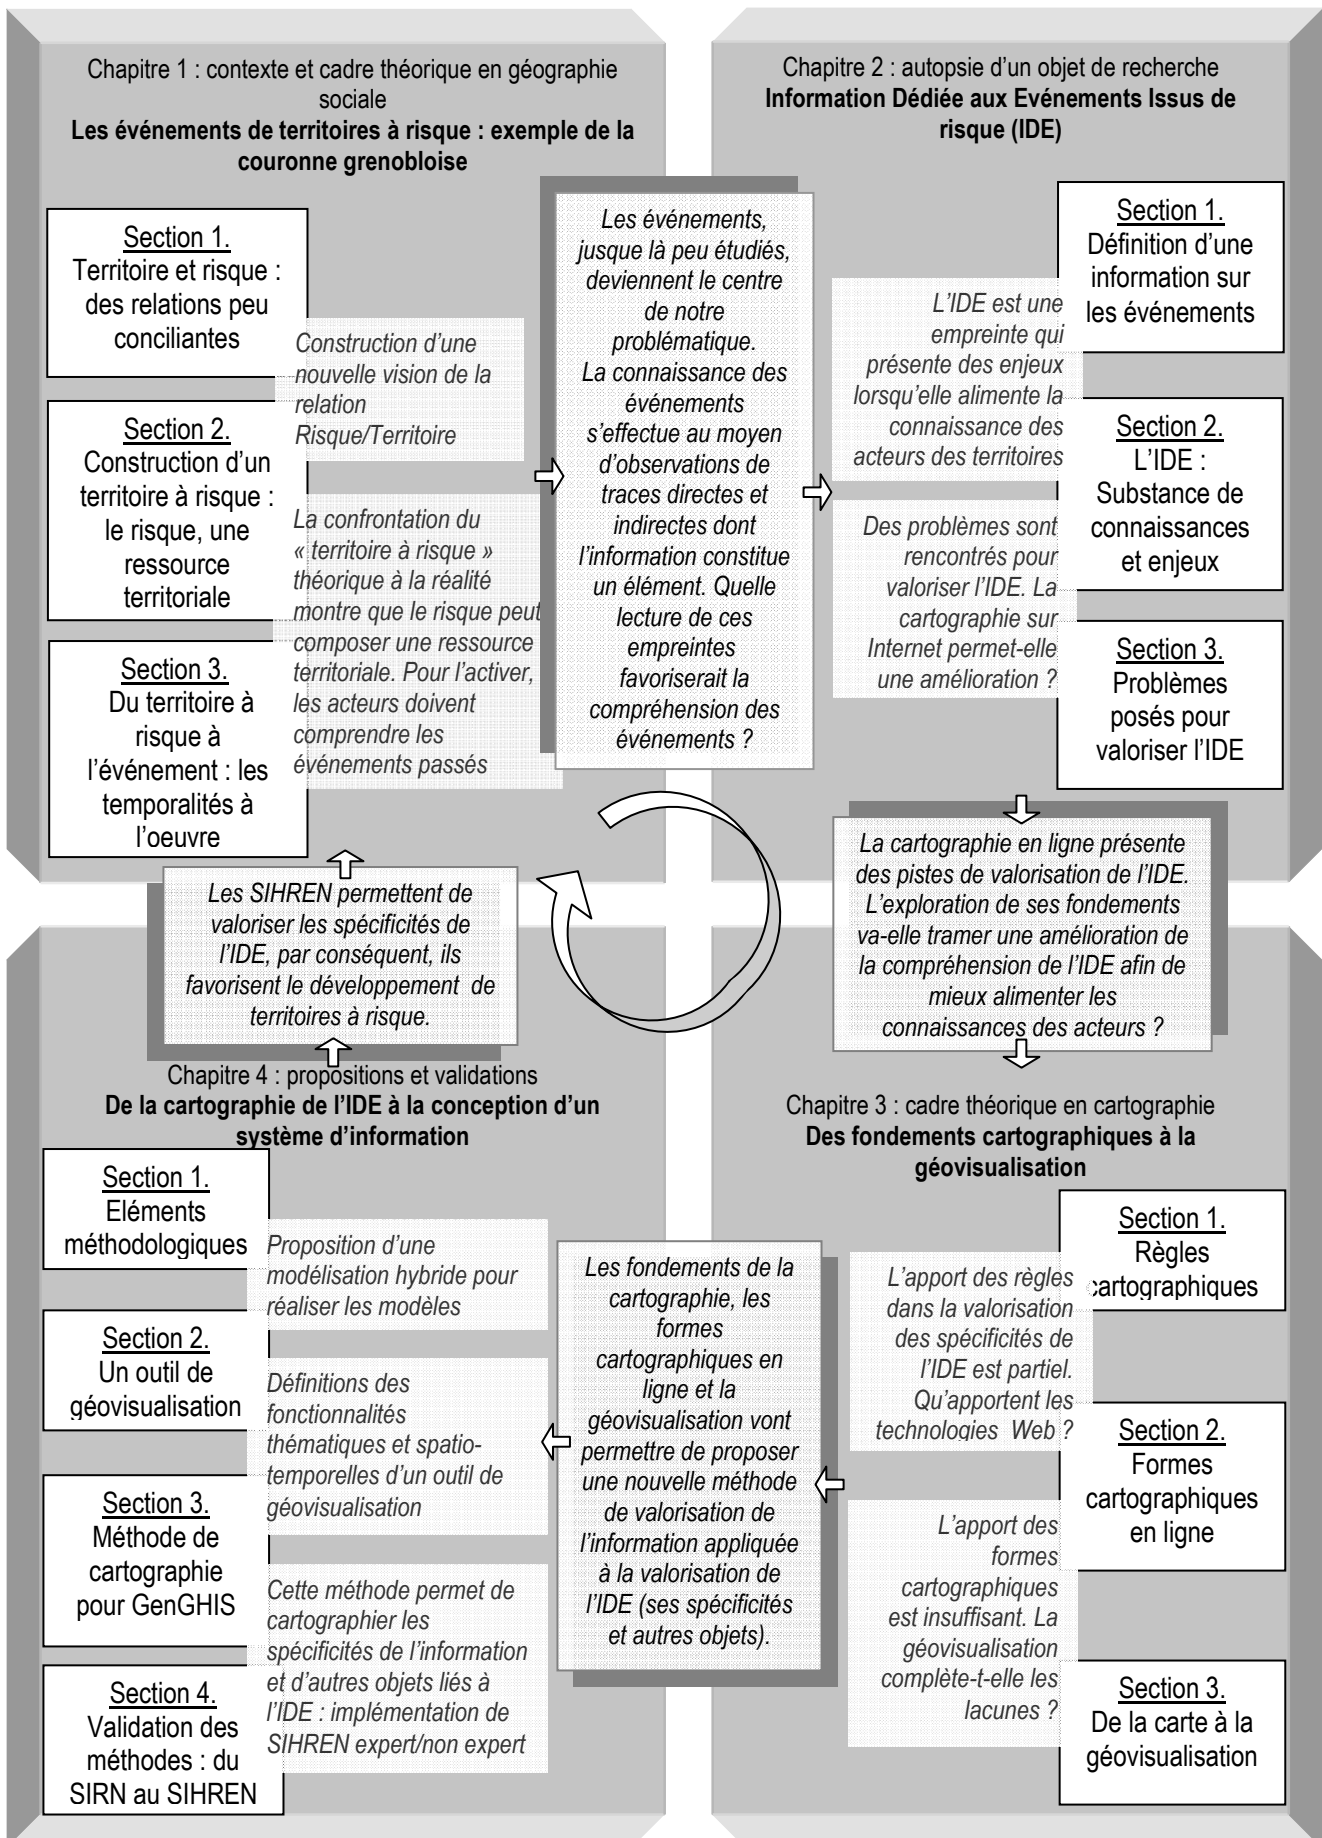 Chapitre 1 : contexte et cadre théorique en géographie
sociale
Les événements de territoires à risque : exemple de la
couronne grenobloise
Section 1.
Territoire et risque :
des relations peu
conciliantes
Construction d'une
nouvelle vision de la
relation
Risque/Territoire
Section 2.
Construction d'un
territoire à risque :
le risque, une
ressource
territoriale
La confrontation du
« territoire à risque »
théorique à la réalité
montre que le risque peut
composer une ressource
territoriale. Pour l'activer,
les acteurs doivent
comprendre les
événements passés
Section 3.
Du territoire à
risque à
l'événement : les
temporalités à
l'oeuvre
Les événements,
jusque là peu étudiés,
deviennent le centre
de notre
problématique.
La connaissance des
événements
s'effectue au moyen
d'observations de
traces directes et
indirectes dont
l'information constitue
un élément. Quelle
lecture de ces
empreintes
favoriserait la
compréhension des
événements ?
Chapitre 2 : autopsie d'un objet de recherche
Information Dédiée aux Evénements Issus de
risque (IDE)
Section 1.
Définition d'une
information sur
les événements
L'IDE est une
empreinte qui
présente des enjeux
lorsqu'elle alimente la
connaissance des
acteurs des territoires
Section 2.
L'IDE :
Substance de
connaissances
et enjeux
Des problèmes sont
rencontrés pour
valoriser l'IDE. La
cartographie sur
Internet permet-elle
une amélioration ?
Section 3.
Problèmes
posés pour
valoriser l'IDE
La cartographie en ligne présente
des pistes de valorisation de l'IDE.
L'exploration de ses fondements
va-elle tramer une amélioration de
la compréhension de l'IDE afin de
mieux alimenter les
connaissances des acteurs ?
Chapitre 3 : cadre théorique en cartographie
Des fondements cartographiques à la
géovisualisation
Section 1.
Règles
cartographiques
L'apport des règles
dans la valorisation
des spécificités de
l'IDE est partiel.
Qu'apportent les
technologies Web ?
Section 2.
Formes
cartographiques
en ligne
L'apport des
formes
cartographiques
est insuffisant. La
géovisualisation
complète-t-elle les
lacunes ?
Section 3.
De la carte à la
géovisualisation
Les fondements de la
cartographie, les
formes
cartographiques en
ligne et la
géovisualisation vont
permettre de proposer
une nouvelle méthode
de valorisation de
l'information appliquée
à la valorisation de
l'IDE (ses spécificités
et autres objets).
Chapitre 4 : propositions et validations
De la cartographie de l'IDE à la conception d'un
système d'information
Section 1.
Eléments
méthodologiques
Proposition d'une
modélisation hybride pour
réaliser les modèles
Section 2.
Un outil de
géovisualisation
Définitions des
fonctionnalités
thématiques et spatio-
temporelles d'un outil de
géovisualisation
Section 3.
Méthode de
cartographie
pour GenGHIS
Cette méthode permet de
cartographier les
spécificités de l'information
et d'autres objets liés à
l'IDE : implémentation de
SIHREN expert/non expert
Section 4.
Validation des
méthodes : du
SIRN au SIHREN
Les SIHREN permettent de
valoriser les spécificités de
l'IDE, par conséquent, ils
favorisent le développement de
territoires à risque.